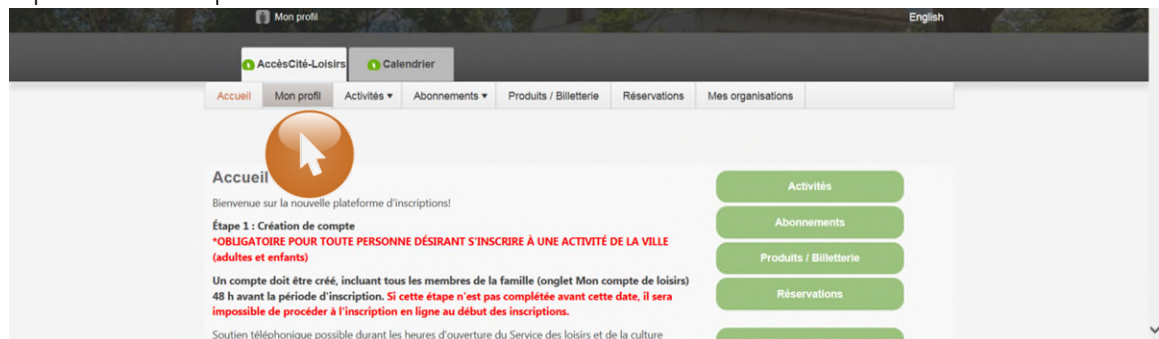 Mon profil
English
AccèsCité-Loisirs
Calendrier
Accueil
Mon profil
Activités
Abonnements
Produits / Billetterie
Réservations
Mes organisations
Accueil
Bienvenue sur la nouvelle plateforme d'inscriptions!
Étape 1 : Création de compte
*OBLIGATOIRE POUR TOUTE PERSONNE DÉSIRANT S'INSCRIRE À UNE ACTIVITÉ DE LA VILLE
(adultes et enfants)
Un compte doit être créé, incluant tous les membres de la famille (onglet Mon compte de loisirs)
48 h avant la période d'inscription. Si cette étape n'est pas complétée avant cette date, il sera
impossible de procéder à l'inscription en ligne au début des inscriptions.
Soutien téléphonique possible durant les heures d'ouverture du Service des loisirs et de la culture
Activités
Abonnements
Produits / Billetterie
Réservations